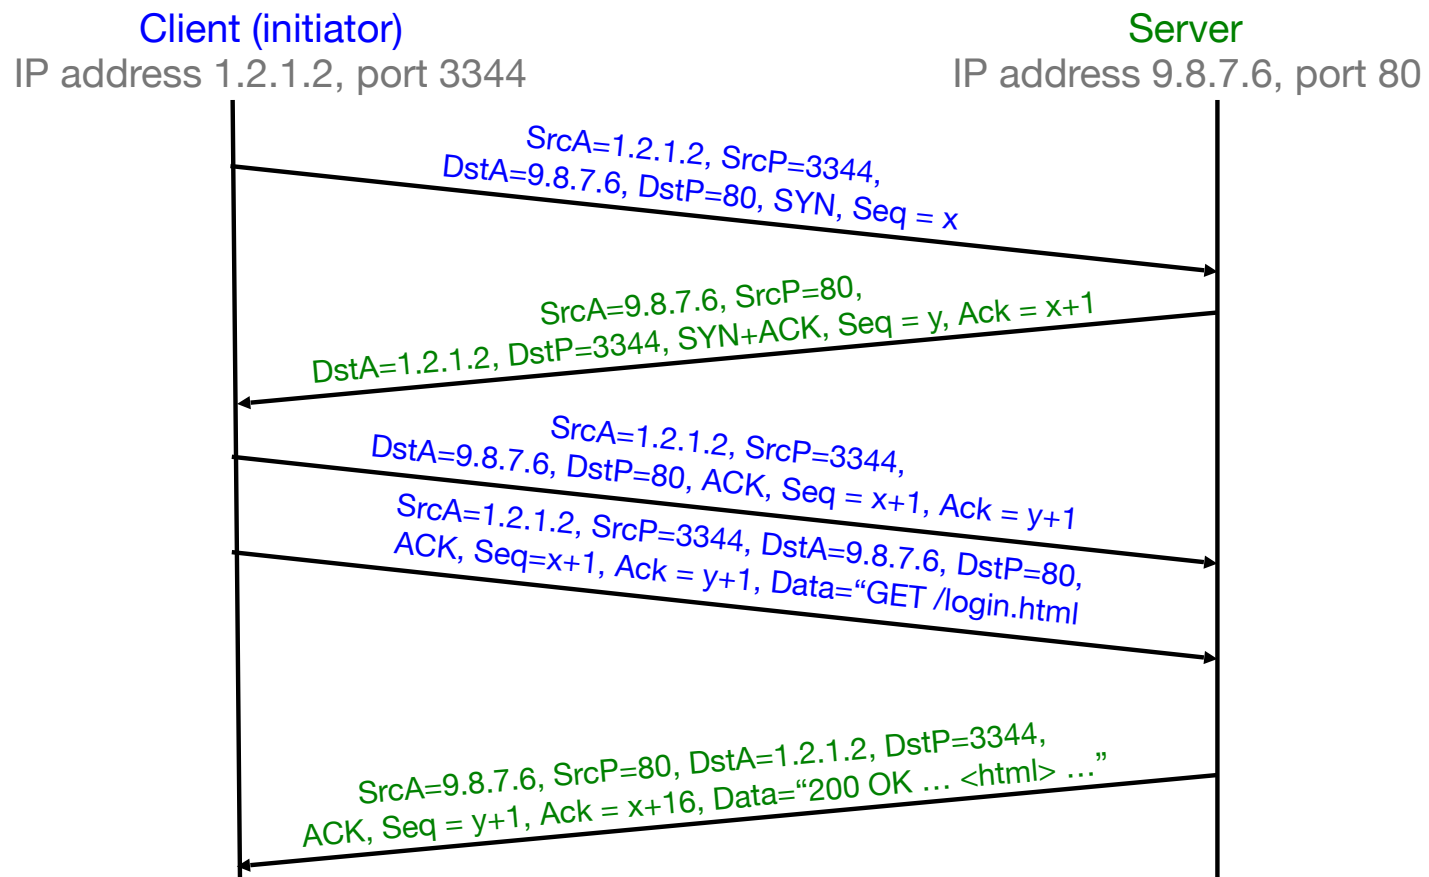 Client (initiator)
IP address 1.2.1.2, port 3344
Server
IP address 9.8.7.6, port 80
SrcA=1.2.1.2, SrcP=3344,
DstA=9.8.7.6, DstP=80, SYN, Seq = x
SrcA=9.8.7.6, SrcP=80,
DstA=1.2.1.2, DstP=3344, SYN+ACK, Seq = y, Ack = x+1
SrcA=1.2.1.2, SrcP=3344,
DstA=9.8.7.6, DstP=80, ACK, Seq = x+1, Ack = y+1
SrcA=1.2.1.2, SrcP=3344, DstA=9.8.7.6, DstP=80,
ACK, Seq=x+1, Ack = y+1, Data=“GET /login.html
SrcA=9.8.7.6, SrcP=80, DstA=1.2.1.2, DstP=3344,
ACK, Seq = y+1, Ack = x+16, Data=“200 OK … <html> …”